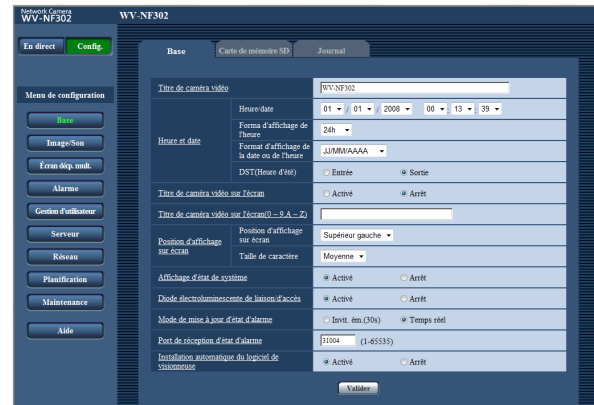 Network Camera
WV-NF302
WV-NF302
En direct Config.
Base Carte de mémoire SD Journal
Menu de configuration
Base
Image/Son
Écran déçp. mult.
Alarme
Gestion d'utilisateur
Serveur
Réseau
Planification
Maintenance
Aide
Titre de caméra vidéo WV-NF302
Heure et date
Heure/date 01 / 01 / 2008 00 : 13 : 39
Forma d'affichage de
l'heure
24h
Format d'affichage de
la date ou de l'heure
JJ/MM/AAAA
DST(Heure d'été) Entrée Sortie
Titre de caméra vidéo sur l'écran Activé Arrêt
Titre de caméra vidéo sur l'écran(0 – 9,A – Z)
Position d'affichage
sur écran
Position d'affichage
sur écran
Supérieur gauche
Taille de caractère Moyenne
Affichage d'état de système Activé Arrêt
Diode électroluminescente de liaison/d'accès Activé Arrêt
Mode de mise à jour d'état d'alarme Invit. ém.(30s) Temps réel
Port de réception d'état d'alarme 31004 (1-65535)
Installation automatique du logiciel de
visionneuse
Activé Arrêt
Valider